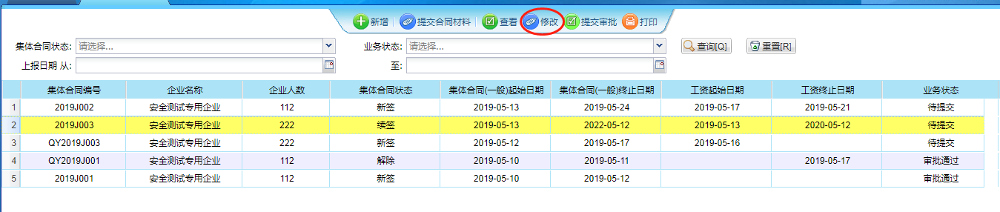 新增 提交合同材料 查看 修改 提交审批 打印
集体合同状态: 请选择... 业务状态: 请选择... 查询[Q] 重置[R]
上报日期 从: 至:
集体合同编号 企业名称 企业人数 集体合同状态 集体合同(一般)起始日期 集体合同(一般)终止日期 工资起始日期 工资终止日期 业务状态
1 2019J002 安全测试专用企业 112 新签 2019-05-13 2019-05-24 2019-05-17 2019-05-21 待提交
2 2019J003 安全测试专用企业 222 续签 2019-05-13 2022-05-12 2019-05-13 2020-05-12 待提交
3 QY2019J003 安全测试专用企业 222 新签 2019-05-12 2019-05-17 2019-05-16 待提交
4 QY2019J001 安全测试专用企业 112 解除 2019-05-10 2019-05-11 2019-05-17 审批通过
5 2019J001 安全测试专用企业 112 新签 2019-05-10 2019-05-12 审批通过